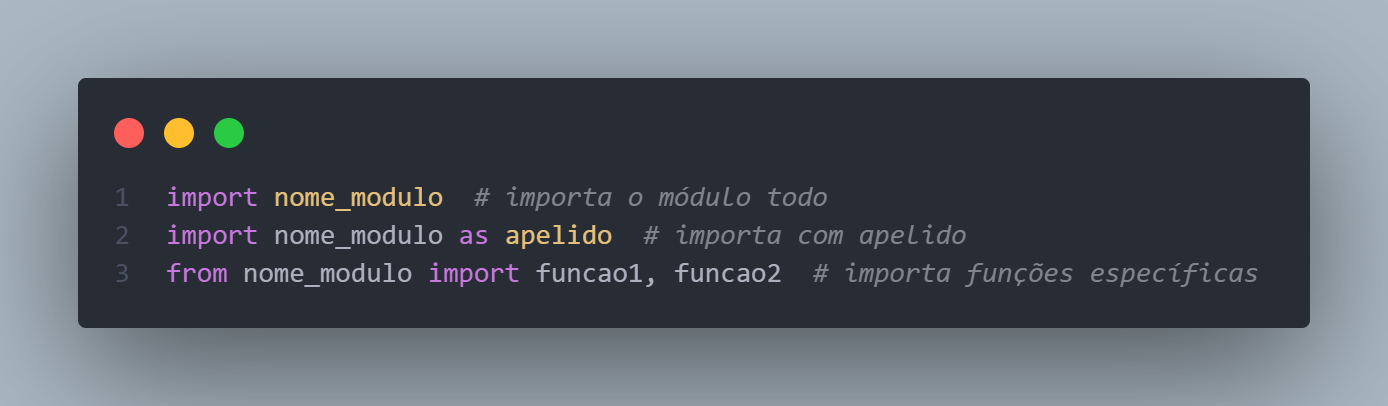 1 import nome_modulo # importa o módulo todo
2 import nome_modulo as apelido # importa com apelido
3 from nome_modulo import funcao1, funcao2 # importa funções específicas